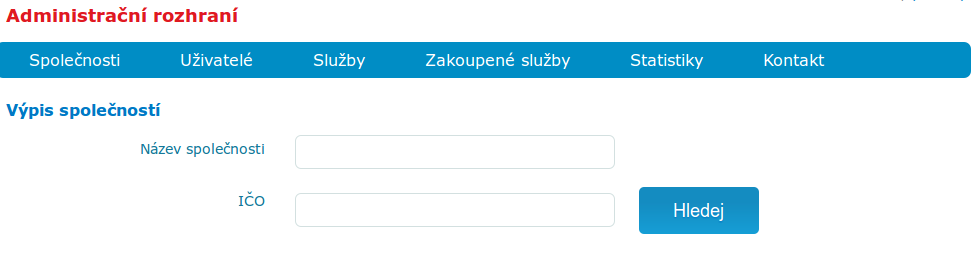 Administrační rozhraní
Společnosti Uživatelé Služby Zakoupené služby Statistiky Kontakt
Výpis společností
Název společnosti
IČO
Hledej